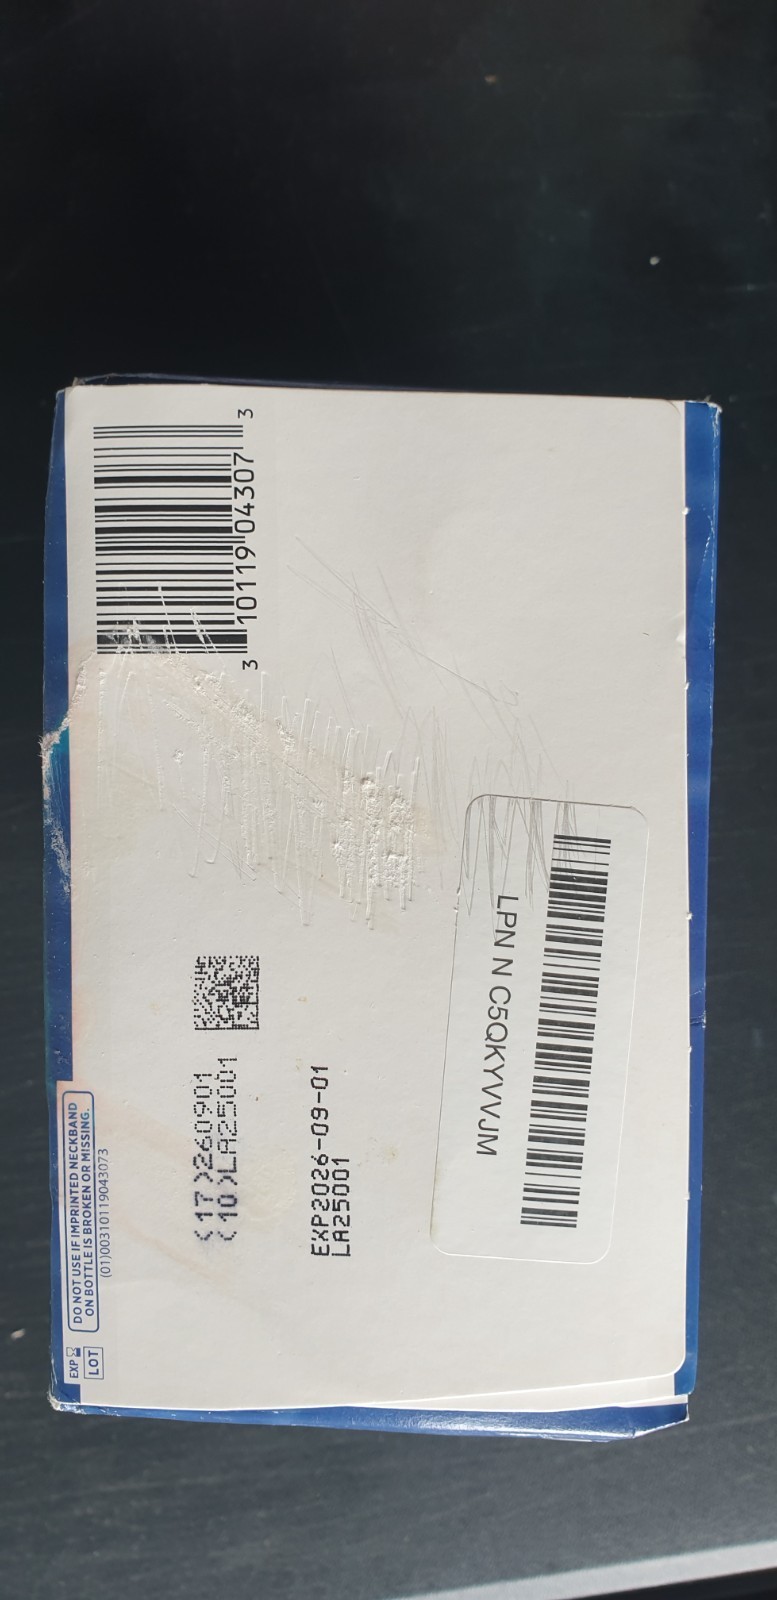 3 10119 04307 3
DO NOT USE IF IMPRINTED NECKBAND
ON BOTTLE IS BROKEN OR MISSING.
(01)00310119043073
EXP
LOT
(17)260901
(10)LA25001
EXP2026-09-01
LA25001
LPN N C5QKYVVJM